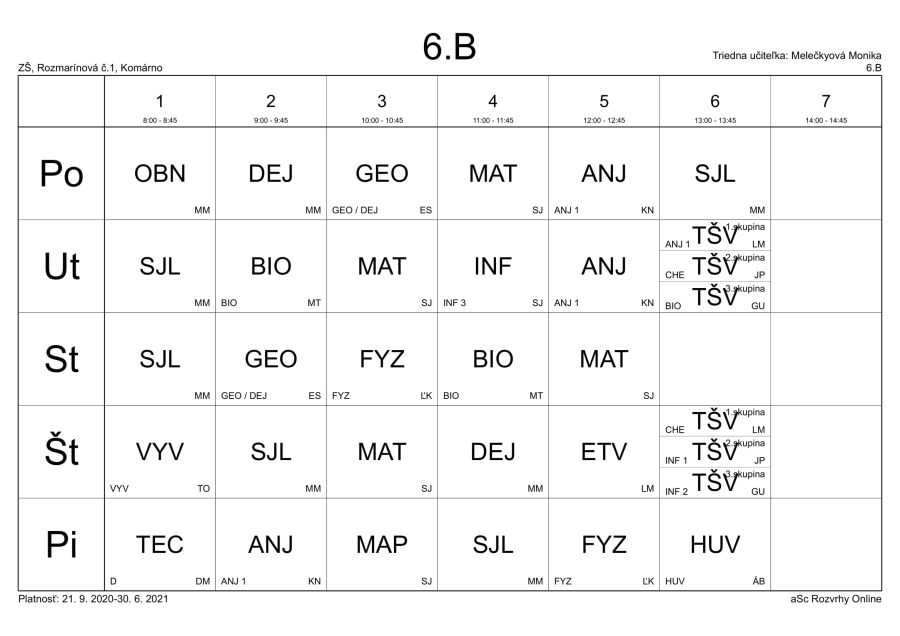 6.B
ZŠ, Rozmarínová č.1, Komárno
Triedna učiteľka: Melečkyová Monika
6.B
1 2 3 4 5 6 7
8:00 - 8:45 9:00 - 9:45 10:00 - 10:45 11:00 - 11:45 12:00 - 12:45 13:00 - 13:45 14:00 - 14:45
Po OBN DEJ GEO MAT ANJ SJL
MM MM GEO / DEJ ES SJ ANJ 1 KN MM
Ut SJL BIO MAT INF ANJ
MM BIO MT SJ INF 3 SJ ANJ 1 KN
TŠV 1.skupina
ANJ 1 LM
TŠV 2.skupina
CHE JP
TŠV 3.skupina
BIO GU
St SJL GEO FYZ BIO MAT
MM GEO / DEJ ES FYZ ĽK BIO MT SJ
Št VYV SJL MAT DEJ ETV
VYV TO MM SJ MM LM
TŠV 1.skupina
CHE LM
TŠV 2.skupina
INF 1 JP
TŠV 3.skupina
INF 2 GU
Pi TEC ANJ MAP SJL FYZ HUV
D DM ANJ 1 KN SJ MM FYZ ĽK HUV ÁB
Platnosť: 21. 9. 2020-30. 6. 2021
aSc Rozvrhy Online